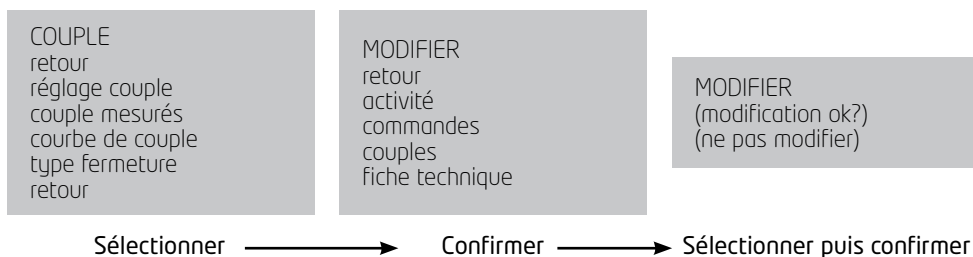 COUPLE
retour
réglage couple
couple mesurés
courbe de couple
type fermeture
retour
MODIFIER
retour
activité
commandes
couples
fiche technique
MODIFIER
(modification ok?)
(ne pas modifier)
Sélectionner Confirmer Sélectionner puis confirmer